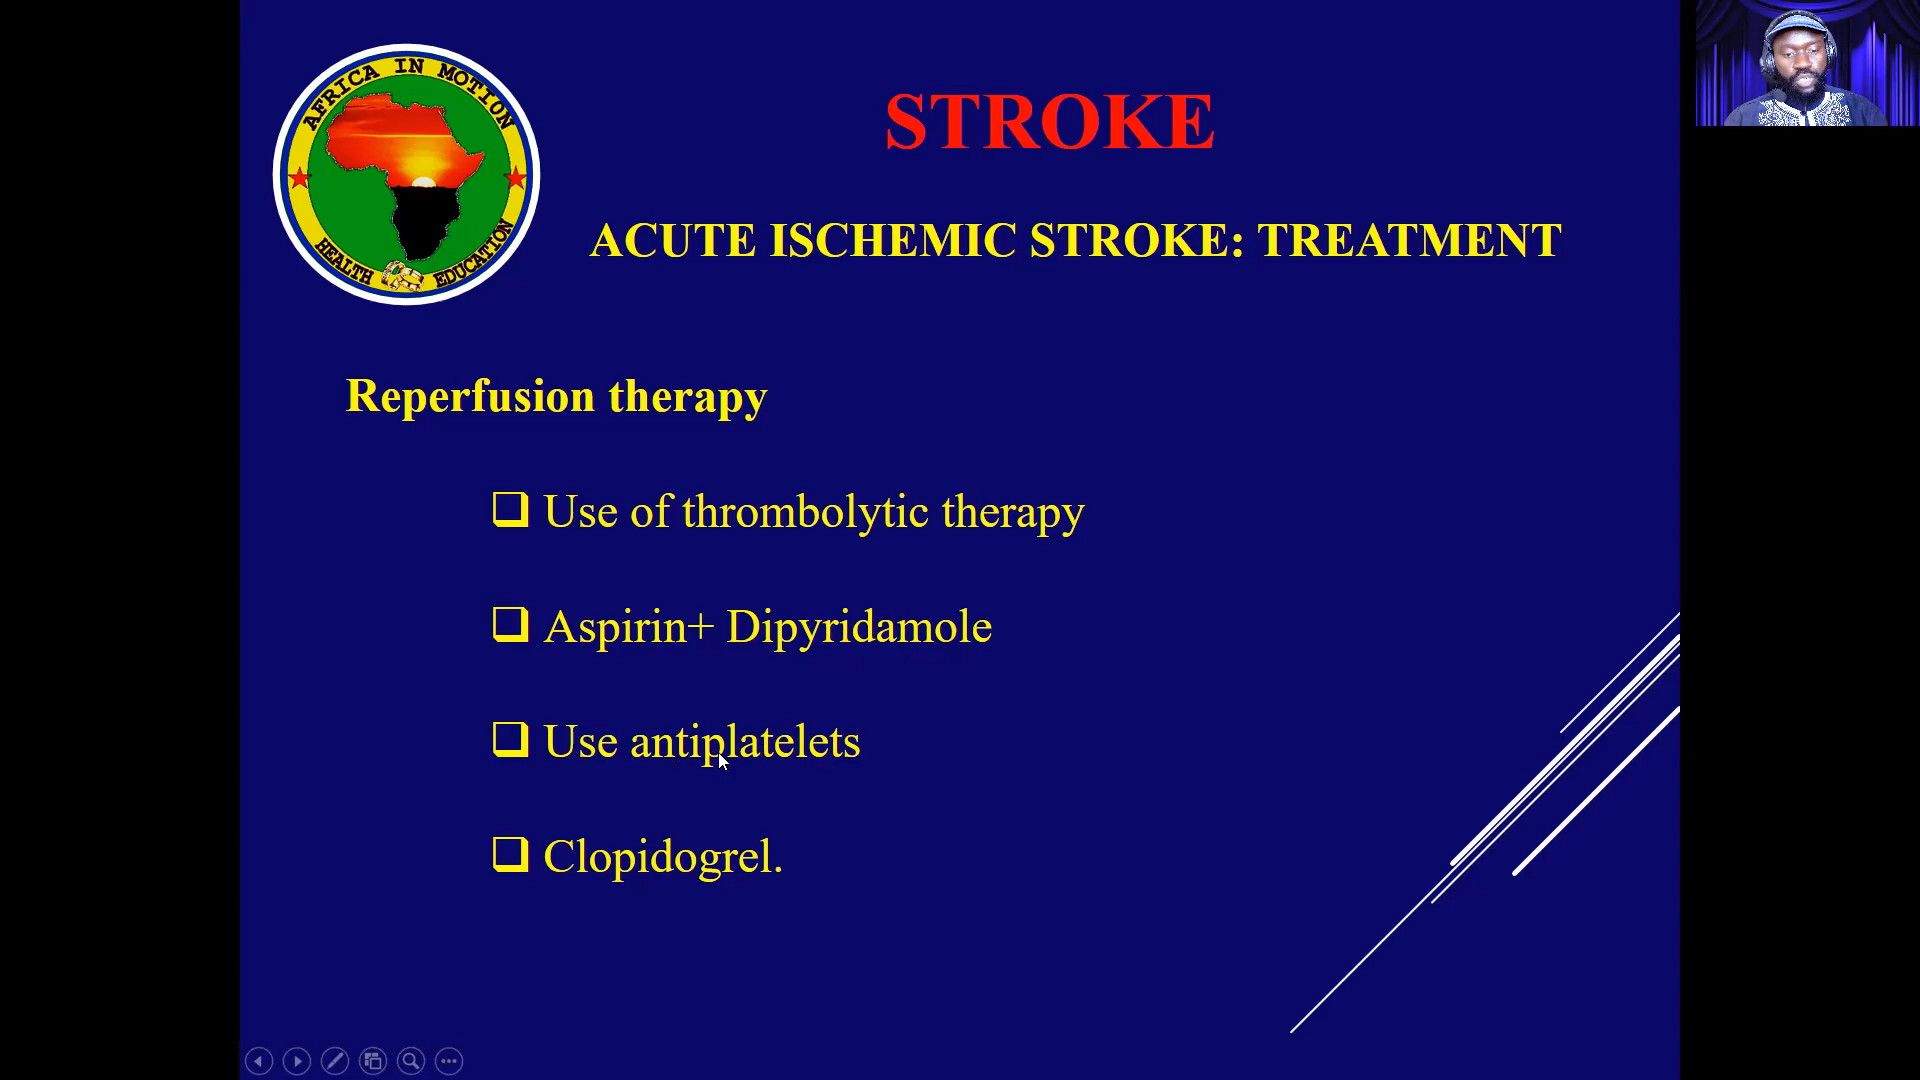 AFRICA IN MOTION
HEALTH EDUCATION
STROKE
ACUTE ISCHEMIC STROKE: TREATMENT
Reperfusion therapy
Use of thrombolytic therapy
Aspirin+ Dipyridamole
Use antiplatelets
Clopidogrel.